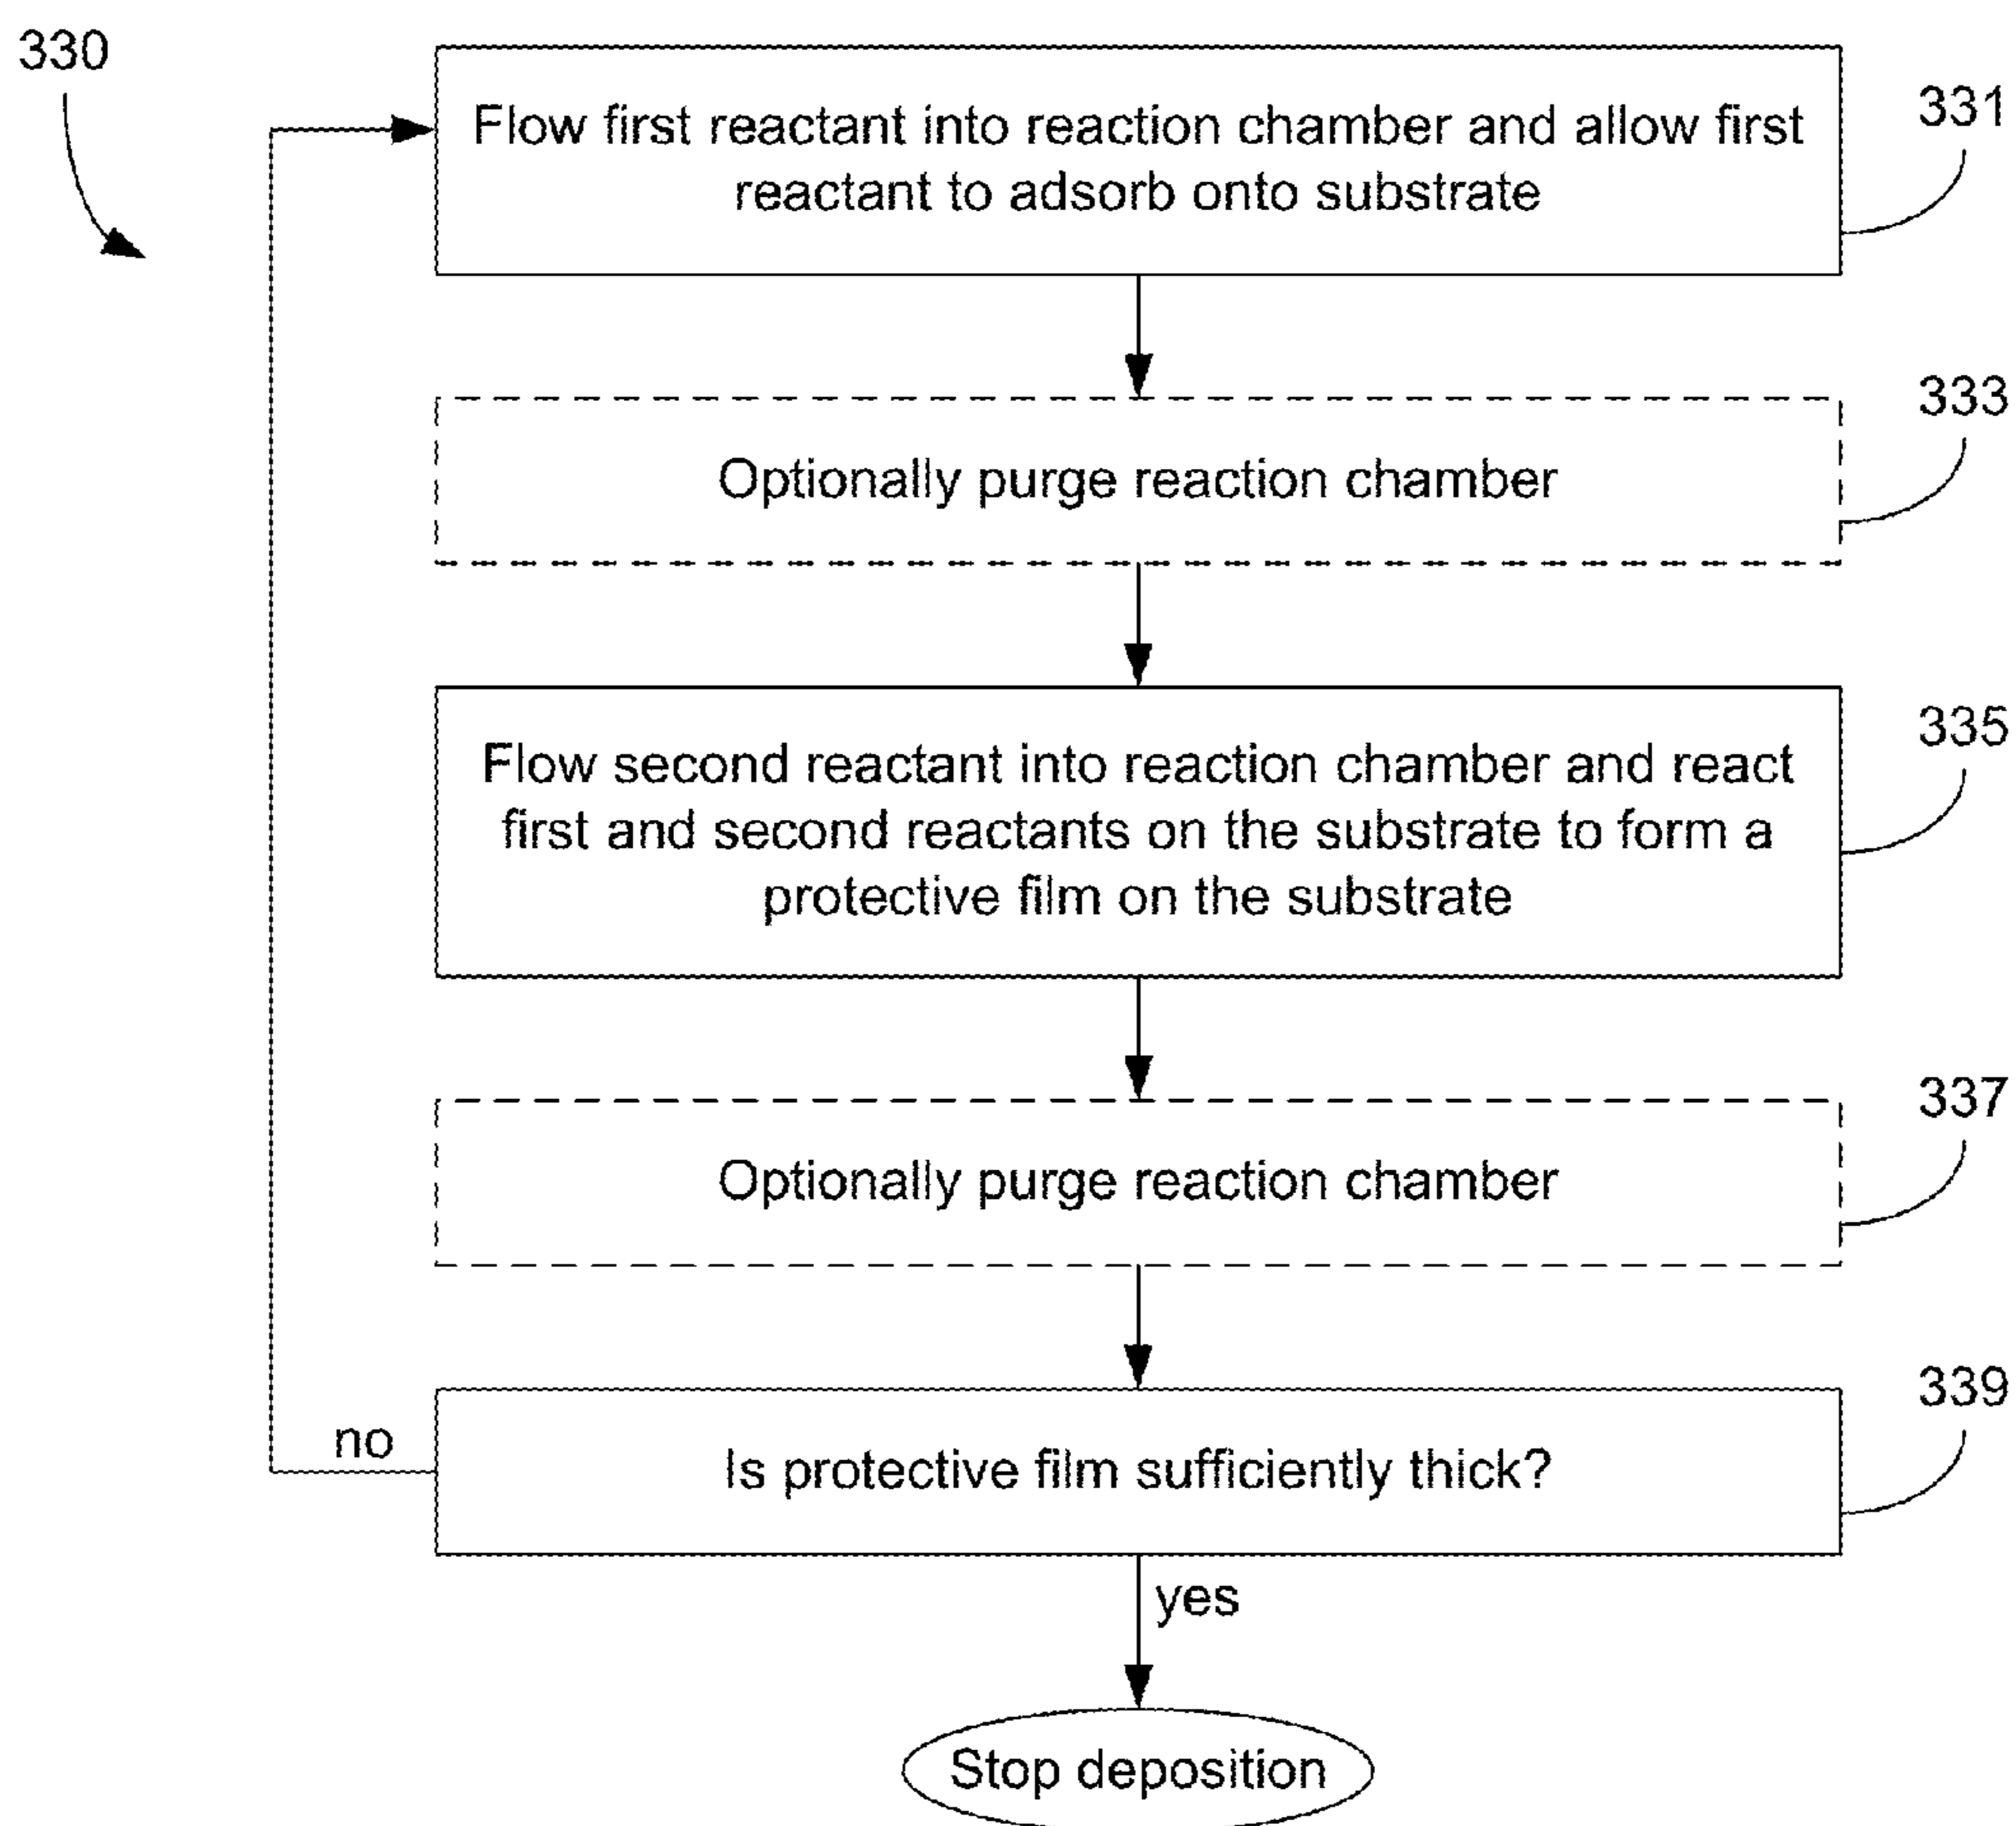 330
Flow first reactant into reaction chamber and allow first
reactant to adsorb onto substrate
331
Optionally purge reaction chamber
333
Flow second reactant into reaction chamber and react
first and second reactants on the substrate to form a
protective film on the substrate
335
Optionally purge reaction chamber
337
Is protective film sufficiently thick?
339
no
yes
Stop deposition